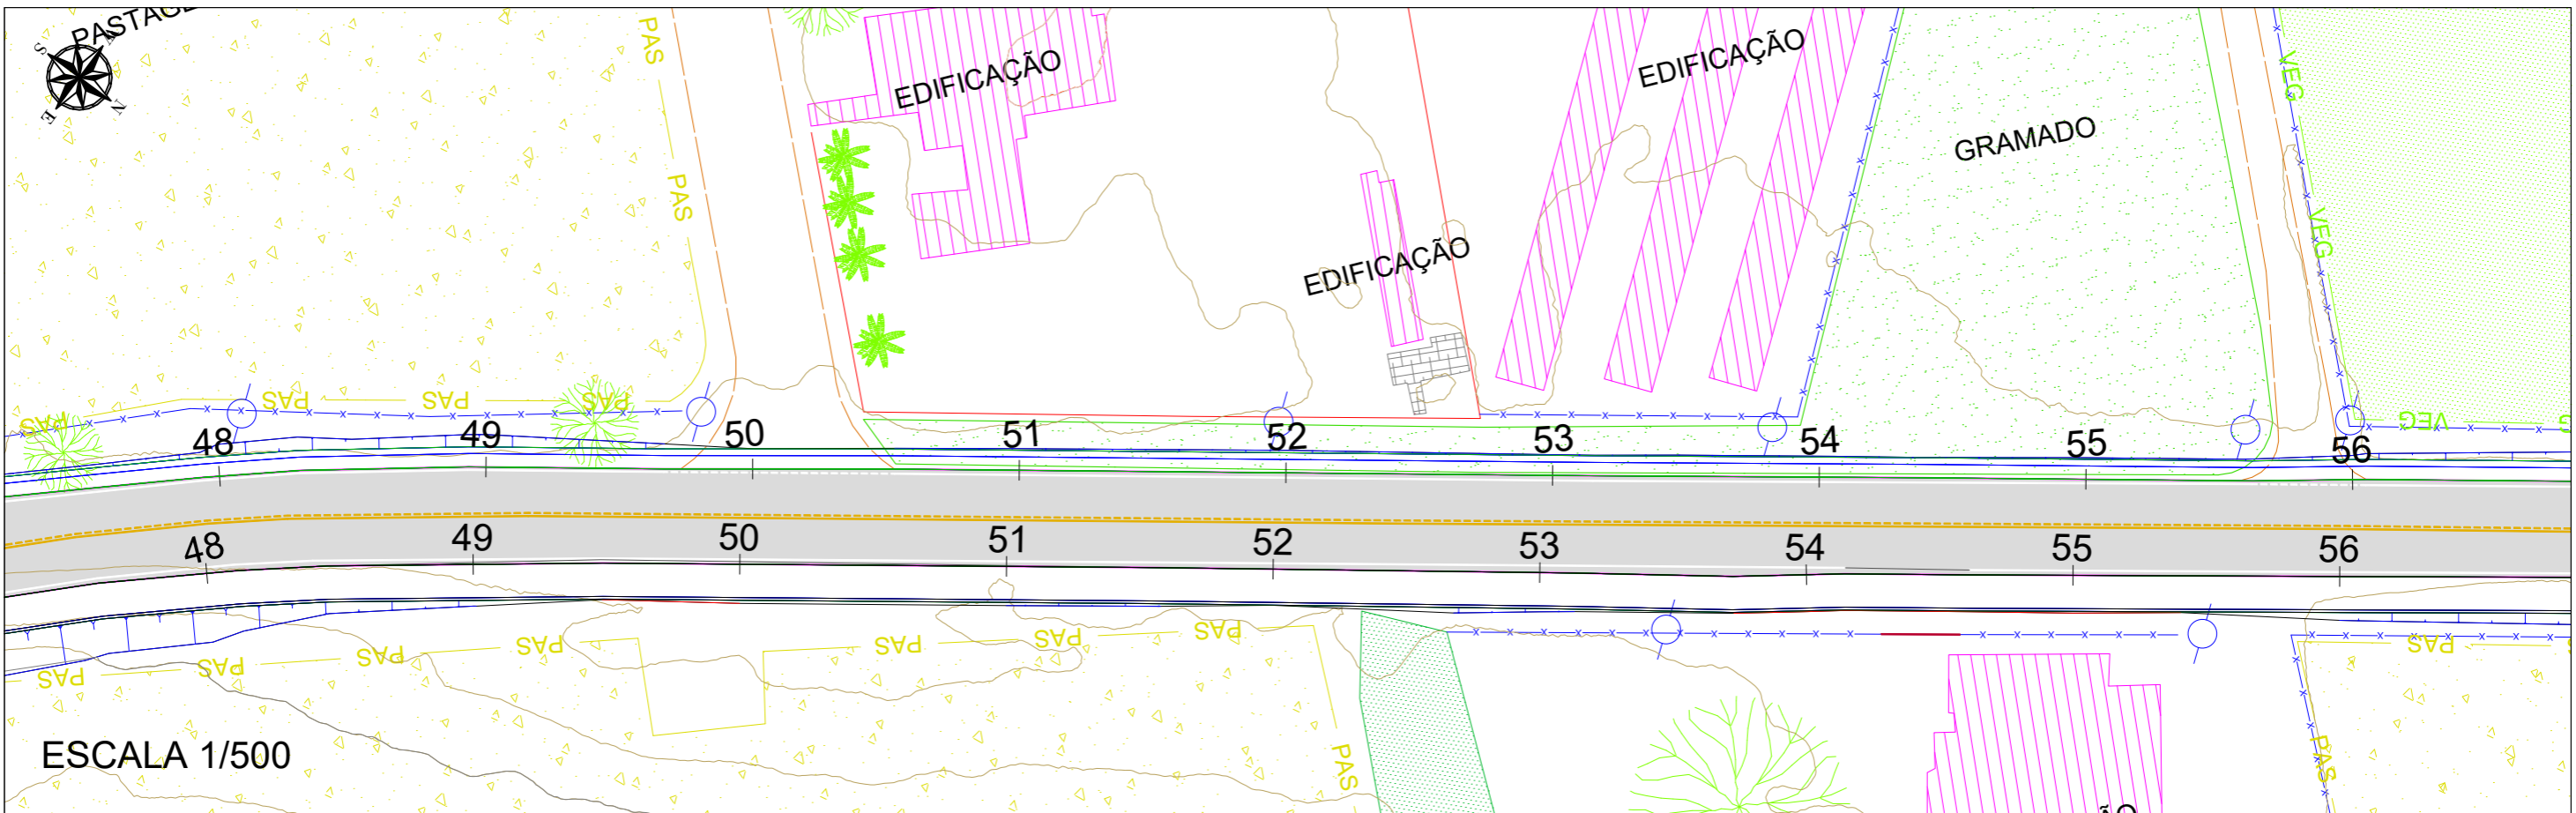 PASTAGE
S
N
E
PAS
EDIFICAÇÃO
EDIFICAÇÃO
VEG
GRAMADO
PAS
VEG
EDIFICAÇÃO
PAS
PAS
PAS
PAS
VEG
48
49
50
51
52
53
54
55
56
48
49
50
51
52
53
54
55
56
PAS
PAS
PAS
PAS
PAS
PAS
PAS
PAS
ESCALA 1/500
PAS
PAS
ÃO